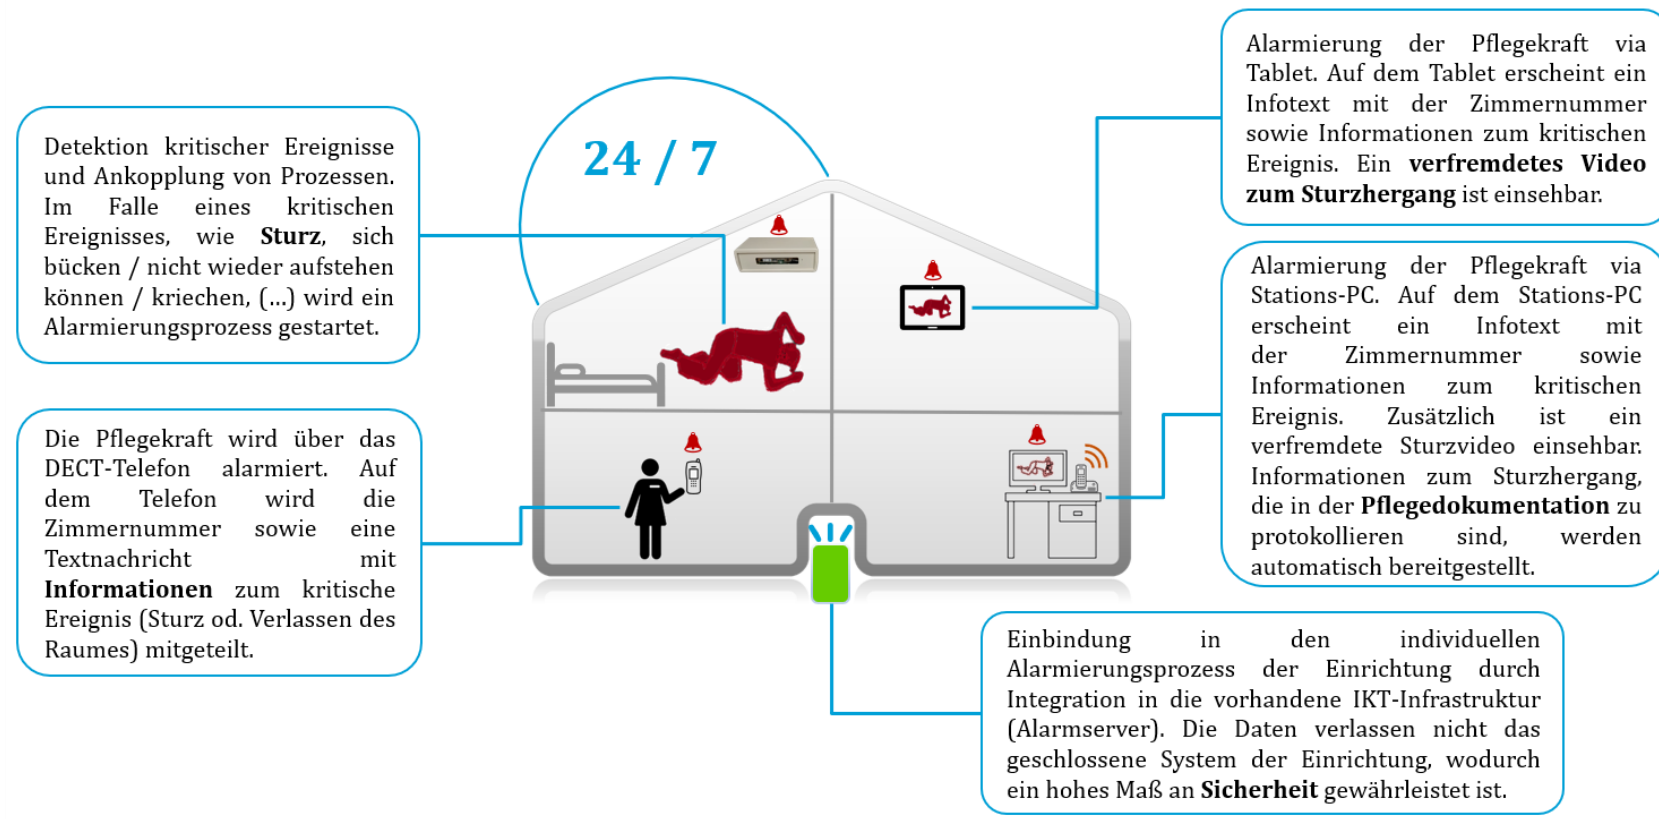 Detektion kritischer Ereignisse
und Ankopplung von Prozessen.
Im Falle eines kritischen
Ereignisses, wie Sturz, sich
bücken / nicht wieder aufstehen
können / kriechen, (...) wird ein
Alarmierungsprozess gestartet.
Die Pflegekraft wird über das
DECT-Telefon alarmiert. Auf
dem Telefon wird die
Zimmernummer sowie eine
Textnachricht mit
Informationen zum kritische
Ereignis (Sturz od. Verlassen des
Raumes) mitgeteilt.
24 / 7
Alarmierung der Pflegekraft via
Tablet. Auf dem Tablet erscheint ein
Infotext mit der Zimmernummer
sowie Informationen zum kritischen
Ereignis. Ein verfremdetes Video
zum Sturzhergang ist einsehbar.
Alarmierung der Pflegekraft via
Stations-PC. Auf dem Stations-PC
erscheint ein Infotext mit
der Zimmernummer sowie
Informationen zum kritischen
Ereignis. Zusätzlich ist ein
verfremdete Sturzvideo einsehbar.
Informationen zum Sturzhergang,
die in der Pflegedokumentation zu
protokollieren sind, werden
automatisch bereitgestellt.
Einbindung in den individuellen
Alarmierungsprozess der Einrichtung durch
Integration in die vorhandene IKT-Infrastruktur
(Alarmserver). Die Daten verlassen nicht das
geschlossene System der Einrichtung, wodurch
ein hohes Maß an Sicherheit gewährleistet ist.